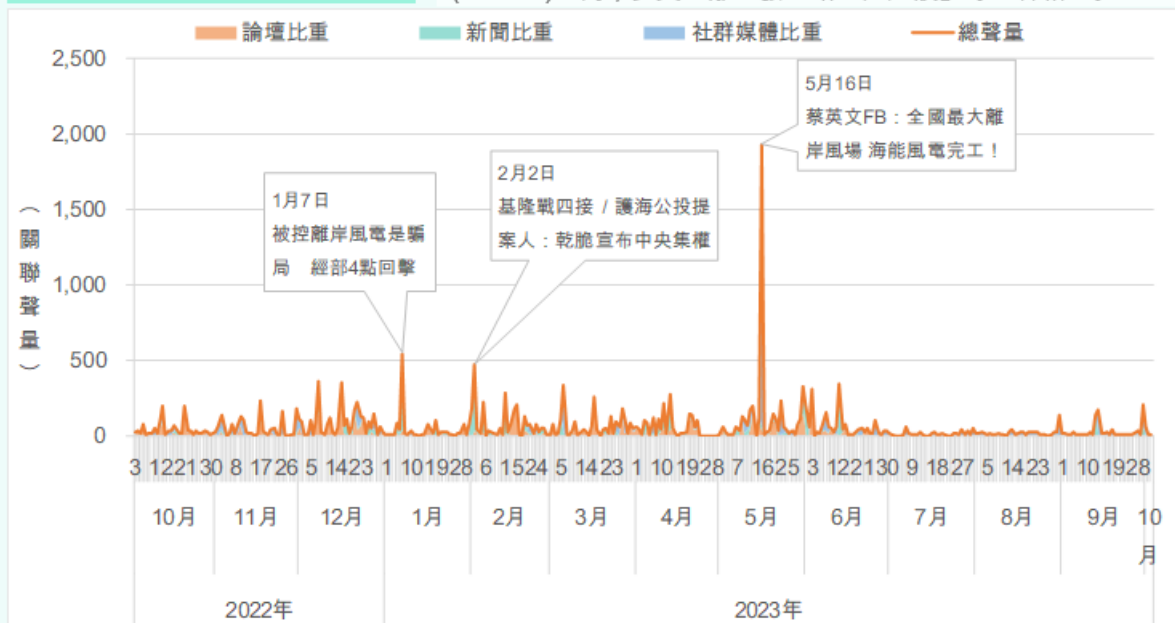 論壇比重 新聞比重 社群媒體比重 總聲量
2,500
2,000
1,500
1,000
500
0
（關聯聲量）
5月16日
蔡英文FB：全國最大離
岸風場 海能風電完工！
2月2日
基隆戰四接 / 護海公投提
案人：乾脆宣布中央集權
1月7日
被控離岸風電是騙
局　經部4點回擊
3 12 22 1 30 8 17 26 5 14 23 1 10 19 28 6 15 24 5 14 23 1 10 19 28 7 16 25 3 12 21 30 9 18 27 5 14 23 1 10 19 28
10月 11月 12月 1月 2月 3月 4月 5月 6月 7月 8月 9月 10月
2022年 2023年